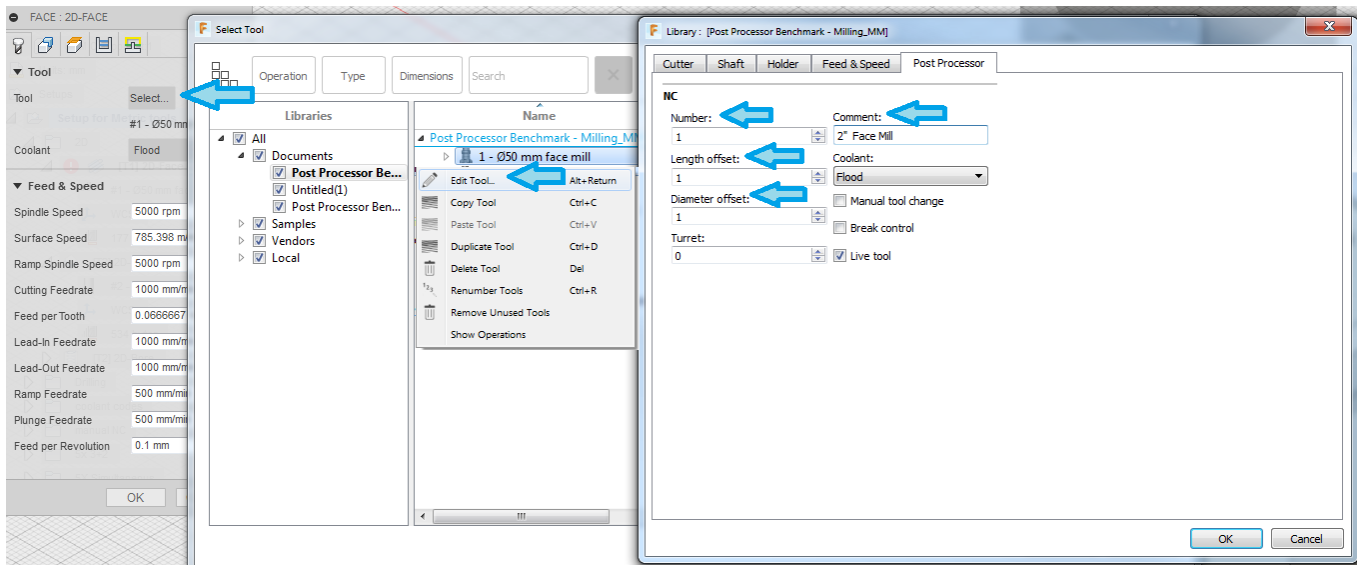 FACE : 2D-FACE
Tool
Tool
Select...
#1 - Ø50 mm
Coolant
Flood
Feed & Speed
Spindle Speed
5000 rpm
Surface Speed
785.398 m
Ramp Spindle Speed
5000 rpm
Cutting Feedrate
1000 mm/m
Feed per Tooth
0.0666667
Lead-In Feedrate
1000 mm/m
Lead-Out Feedrate
1000 mm/m
Ramp Feedrate
500 mm/mi
Plunge Feedrate
500 mm/mi
Feed per Revolution
0.1 mm
OK
Select Tool
Operation
Type
Dimensions
Search
Libraries
All
Documents
Post Processor Be...
Untitled(1)
Post Processor Ben...
Samples
Vendors
Local
Name
Post Processor Benchmark - Milling_MM
1 - Ø50 mm face mill
Edit Tool... Alt+Return
Copy Tool Ctrl+C
Paste Tool Ctrl+V
Duplicate Tool Ctrl+D
Delete Tool Del
Renumber Tools Ctrl+R
Remove Unused Tools
Show Operations
Library : [Post Processor Benchmark - Milling_MM]
Cutter
Shaft
Holder
Feed & Speed
Post Processor
NC
Number:
1
Comment:
2" Face Mill
Length offset:
1
Coolant:
Flood
Diameter offset:
1
Manual tool change
Break control
Turret:
0
Live tool
OK
Cancel